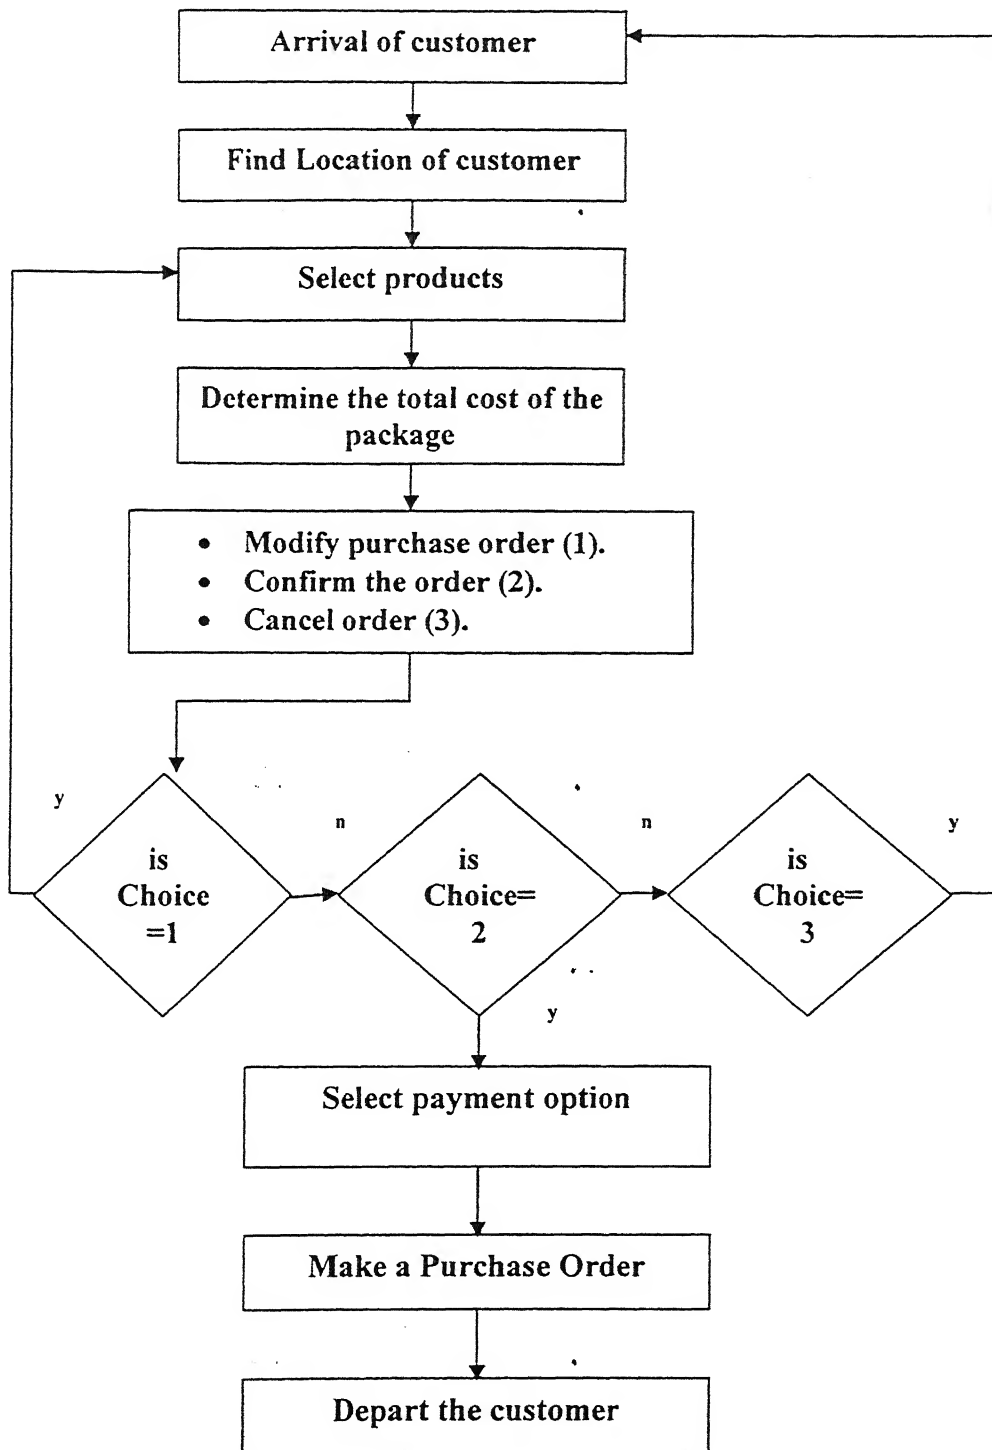 Arrival of customer
Find Location of customer
Select products
Determine the total cost of the
package
• Modify purchase order (1).
• Confirm the order (2).
• Cancel order (3).
y
n
n
y
is
Choice
=1
is
Choice=
2
is
Choice=
3
y
Select payment option
Make a Purchase Order
Depart the customer